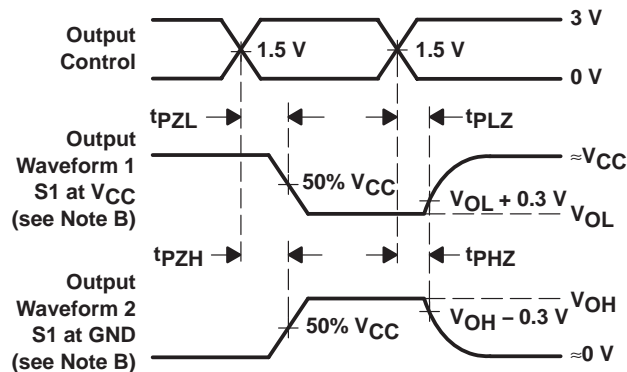 Output
Control
1.5 V
1.5 V
3 V
0 V
tPZL
tPLZ
Output
Waveform 1
S1 at VCC
(see Note B)
50% VCC
≈VCC
VOL + 0.3 V
VOL
tPZH
tPHZ
Output
Waveform 2
S1 at GND
(see Note B)
50% VCC
VOH
VOH – 0.3 V
≈0 V